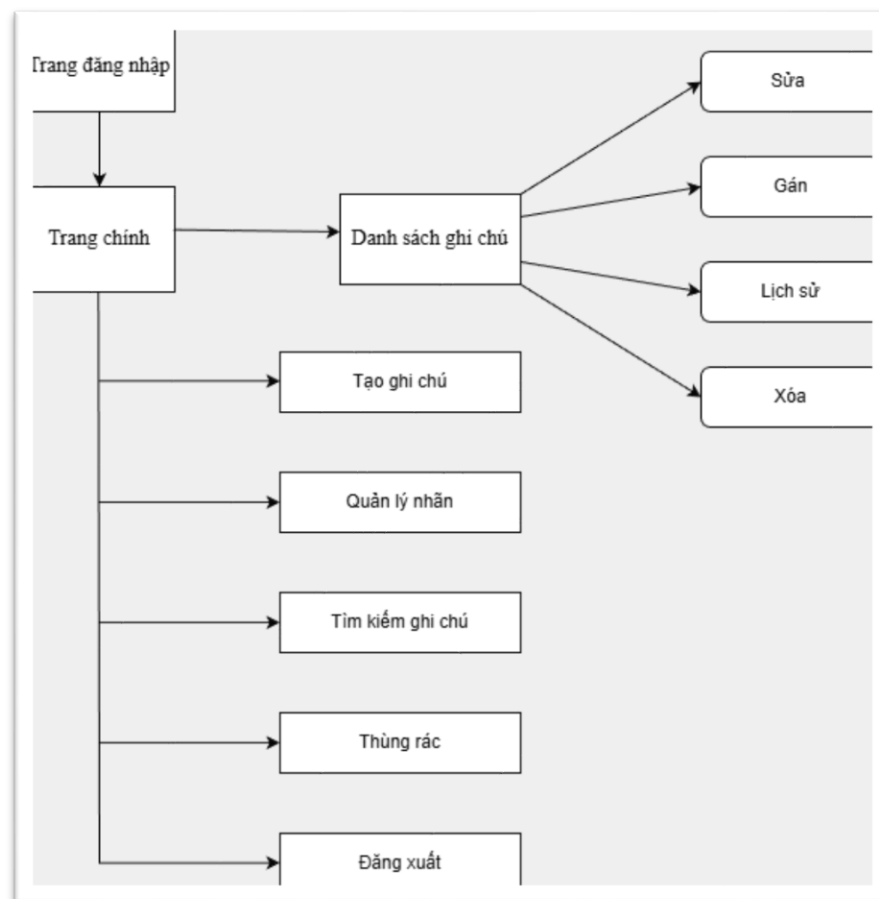 Trang đăng nhập
Sửa
Gán
Trang chính
Danh sách ghi chú
Lịch sử
Tạo ghi chú
Xóa
Quản lý nhãn
Tìm kiếm ghi chú
Thùng rác
Đăng xuất